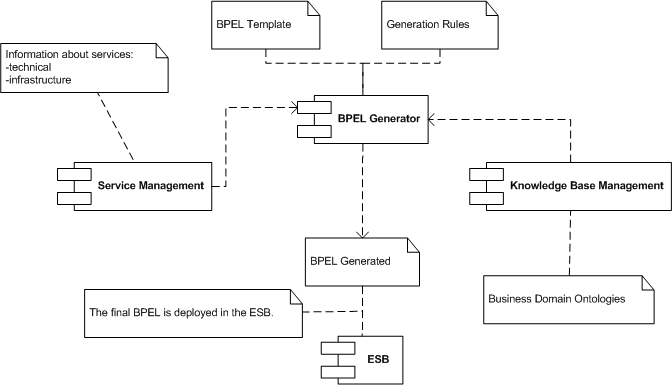 BPEL Template
Generation Rules
Information about services:
-technical
-infrastructure
BPEL Generator
Service Management
Knowledge Base Management
BPEL Generated
Business Domain Ontologies
The final BPEL is deployed in the ESB.
ESB